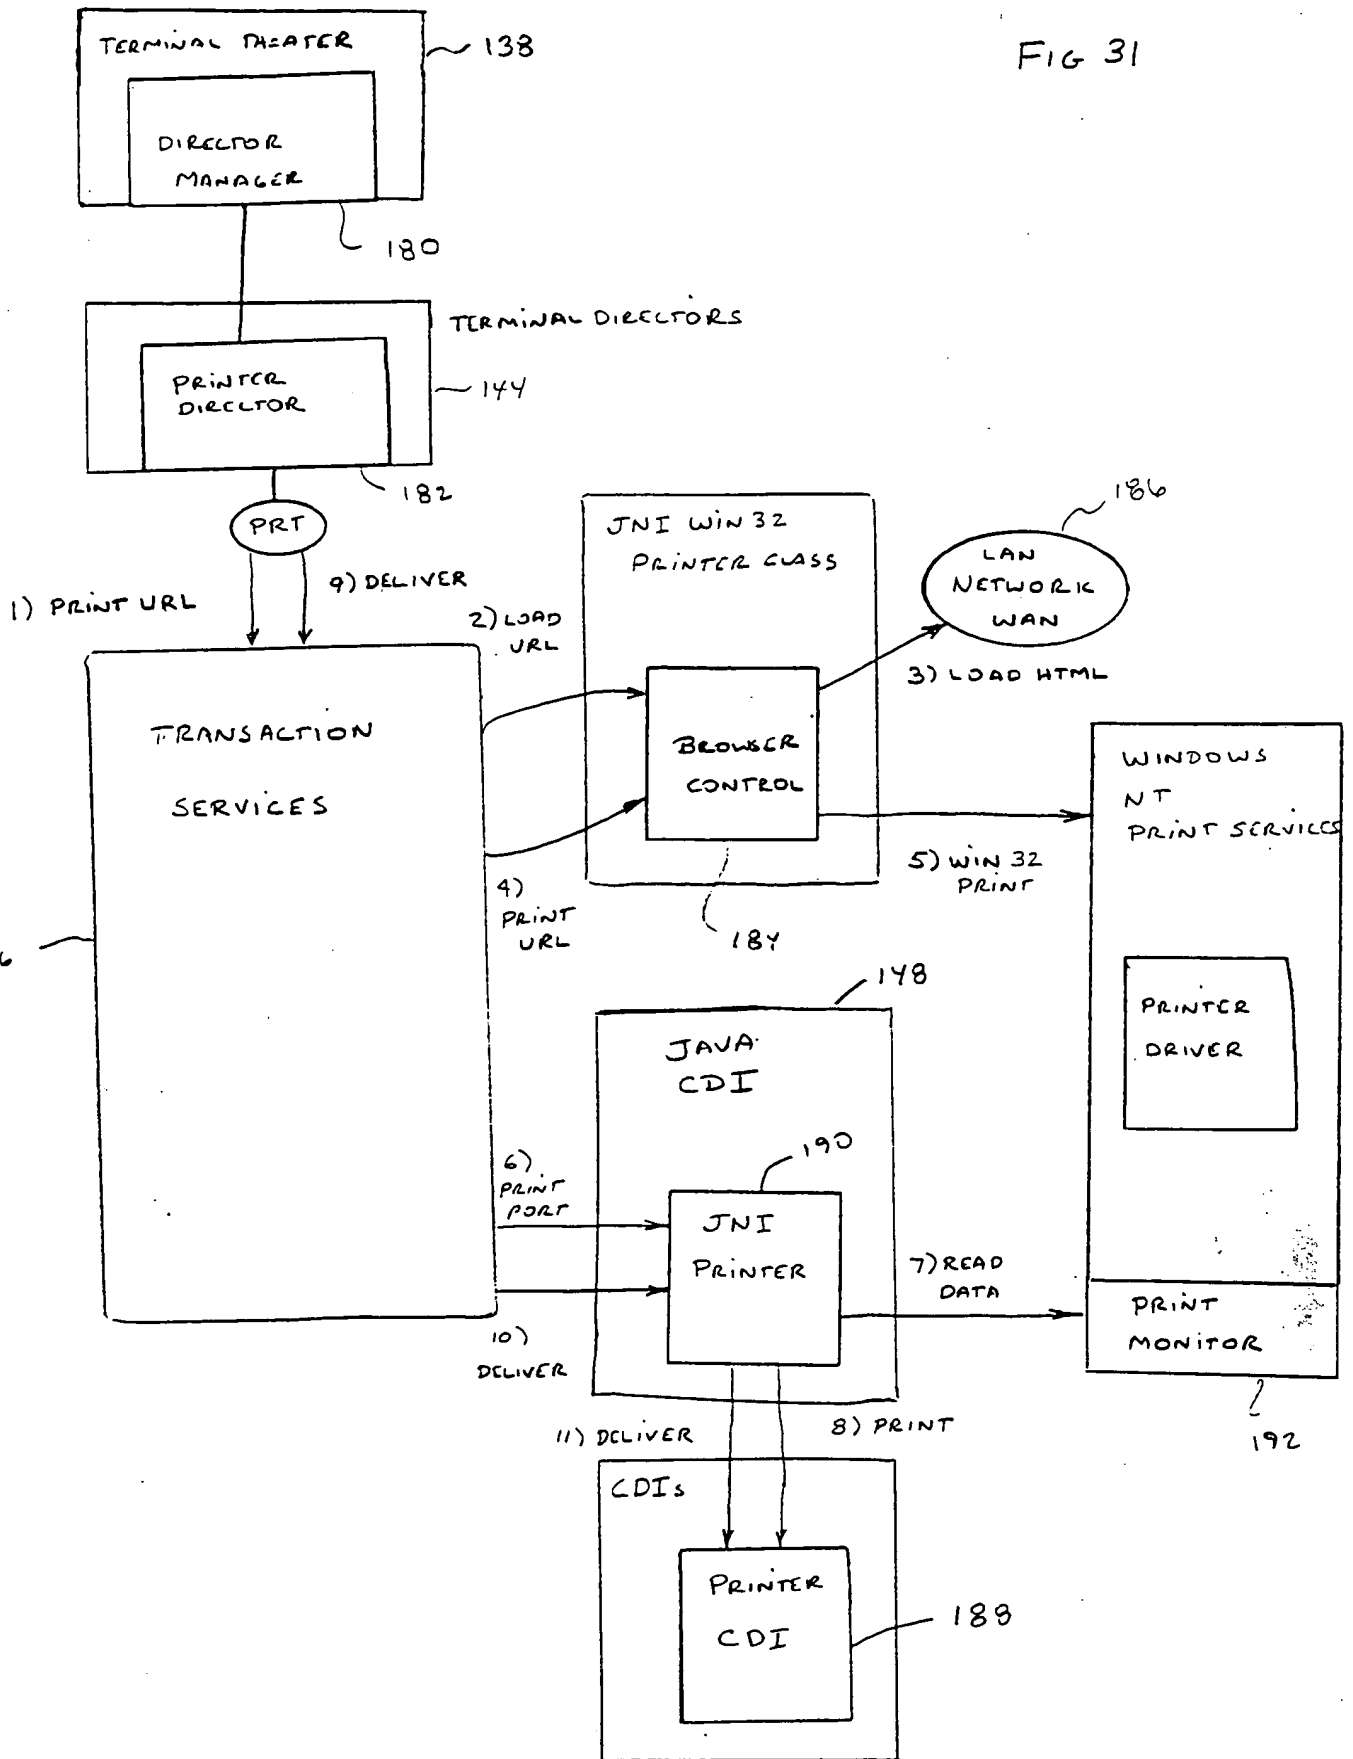 FIG 31
TERMINAL THEATER
138
DIRECTOR
MANAGER
180
TERMINAL DIRECTORS
PRINTER
DIRECTOR
144
182
PRT
1) PRINT URL
9) DELIVER
TRANSACTION
SERVICES
6
2) LOAD
URL
JNI WIN 32
PRINTER CLASS
BROWSER
CONTROL
184
186
LAN
NETWORK
WAN
3) LOAD HTML
4)
PRINT
URL
5) WIN 32
PRINT
WINDOWS
NT
PRINT SERVICES
PRINTER
DRIVER
148
JAVA
CDI
190
6)
PRINT
PORT
JNI
PRINTER
7) READ
DATA
PRINT
MONITOR
192
10)
DELIVER
11) DELIVER
8) PRINT
CDIs
PRINTER
CDI
188